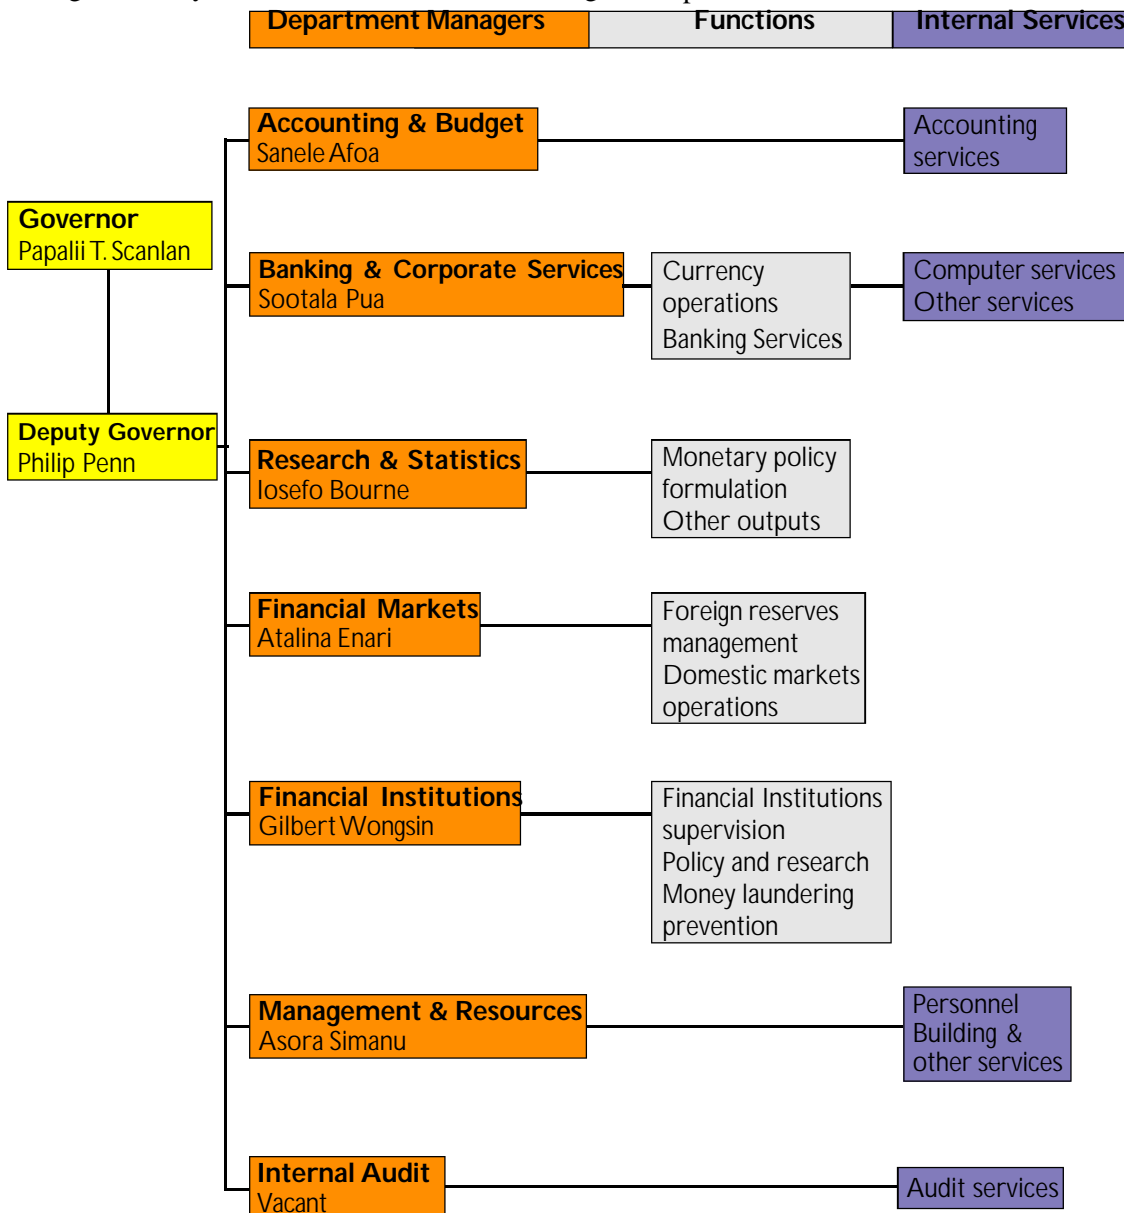 Department Managers Functions Internal Services
Accounting & Budget
Sanele Afoa
Accounting
services
Governor
Papalii T. Scanlan
Banking & Corporate Services
Sootala Pua
Currency
operations
Banking Services
Computer services
Other services
Deputy Governor
Philip Penn
Research & Statistics
Iosefo Bourne
Monetary policy
formulation
Other outputs
Financial Markets
Atalina Enari
Foreign reserves
management
Domestic markets
operations
Financial Institutions
Gilbert Wongsin
Financial Institutions
supervision
Policy and research
Money laundering
prevention
Management & Resources
Asora Simanu
Personnel
Building &
other services
Internal Audit
Vacant
Audit services